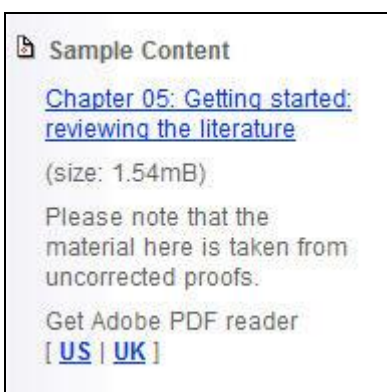 Sample Content
Chapter 05: Getting started:
reviewing the literature
(size: 1.54mB)
Please note that the
material here is taken from
uncorrected proofs.
Get Adobe PDF reader
[ US | UK ]